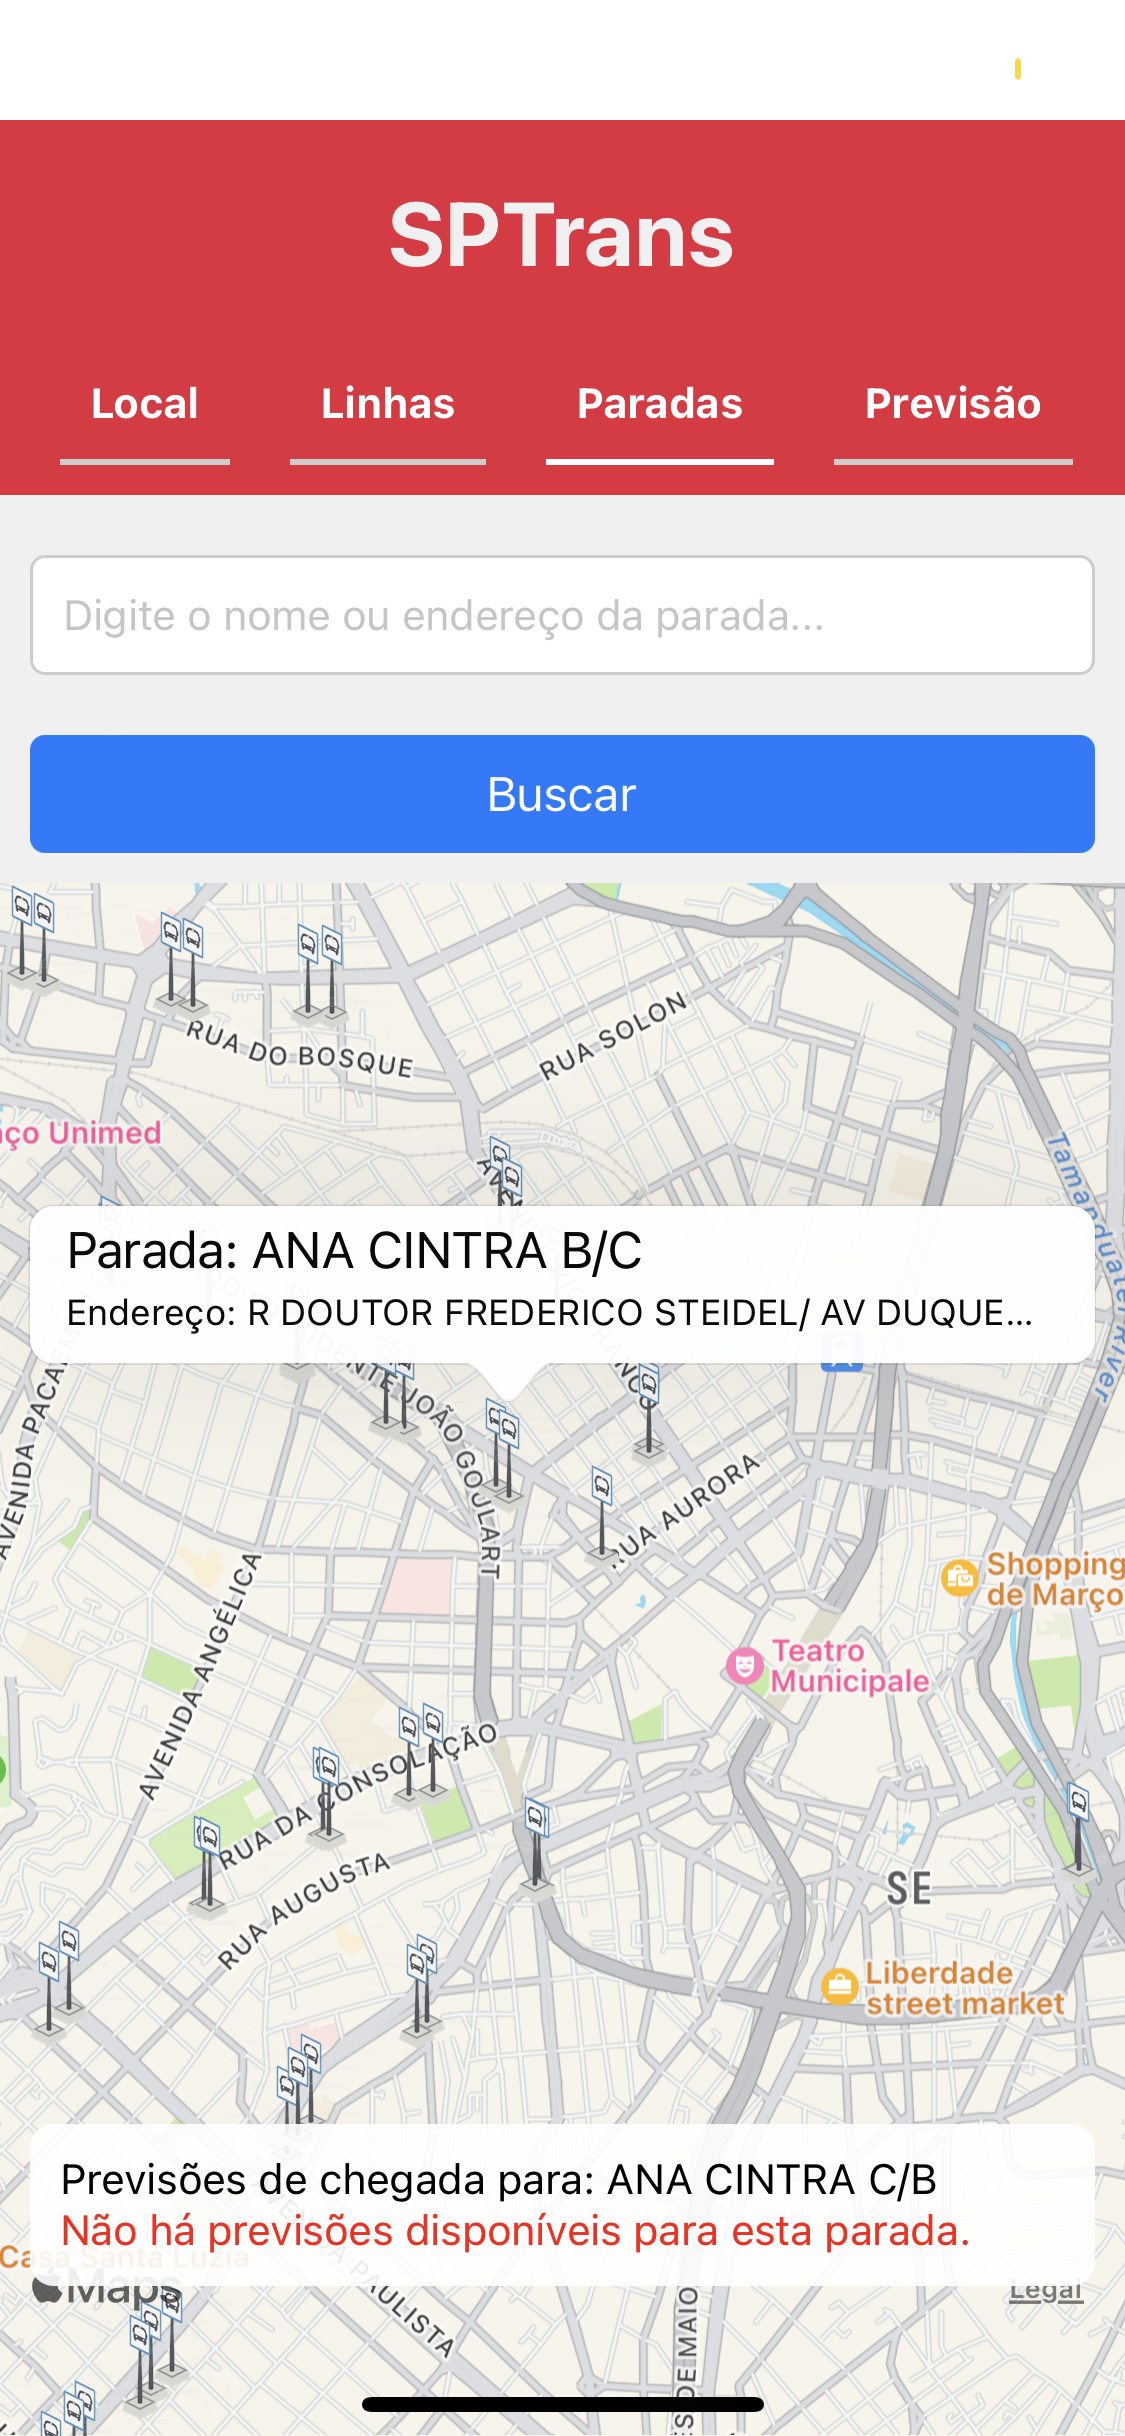 SPTrans
Local
Linhas
Paradas
Previsão
Digite o nome ou endereço da parada...
Buscar
RUA DO BOSQUE
RUA SOLON
ço Unimed
Tamanduateí River
Parada: ANA CINTRA B/C
Endereço: R DOUTOR FREDERICO STEIDEL/ AV DUQUE...
JOÃO GOULART
RUA AURORA
AVENIDA ANGÉLICA
Shopping
de Março
Teatro
Municipale
RUA DA CONSOLAÇÃO
RUA AUGUSTA
SE
Liberdade
street market
Previsões de chegada para: ANA CINTRA C/B
Não há previsões disponíveis para esta parada.
Casa Santa Luzia
Maps
Legal
PAULISTA
DE MAIO